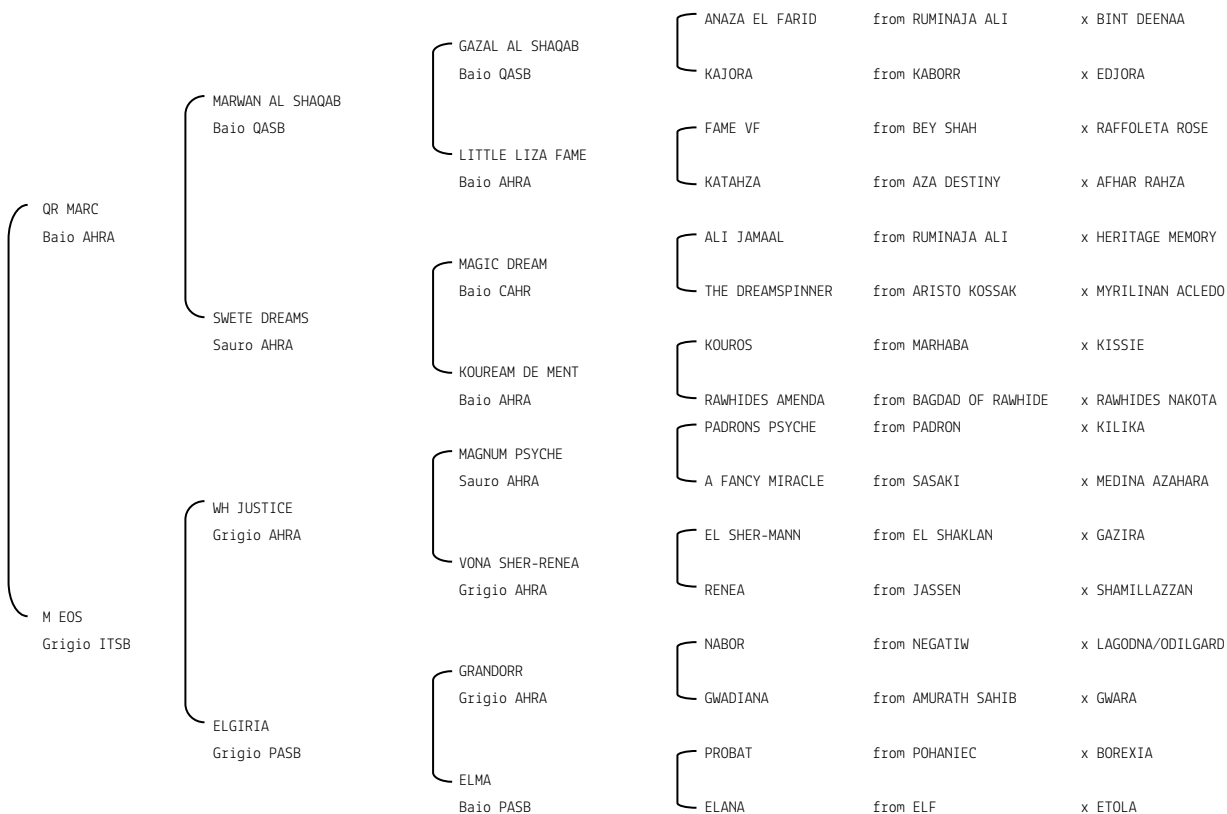 ANAZA EL FARID from RUMINAJA ALI x BINT DEENAA
GAZAL AL SHAQAB
Baio QASB
KAJORA from KABORR x EDJORA
MARWAN AL SHAQAB
Baio QASB
FAME VF from BEY SHAH x RAFFOLETA ROSE
LITTLE LIZA FAME
Baio AHRA
KATAHZA from AZA DESTINY x AFHAR RAHZA
QR MARC
Baio AHRA
ALI JAMAAL from RUMINAJA ALI x HERITAGE MEMORY
MAGIC DREAM
Baio CAHR
THE DREAMSPINNER from ARISTO KOSSAK x MYRILINAN ACLEDO
SWETE DREAMS
Sauro AHRA
KOUROS from MARHABA x KISSIE
KOUREAM DE MENT
Baio AHRA
RAWHIDES AMENDA from BAGDAD OF RAWHIDE x RAWHIDES NAKOTA
PADRONS PSYCHE from PADRON x KILIKA
MAGNUM PSYCHE
Sauro AHRA
A FANCY MIRACLE from SASAKI x MEDINA AZAHARA
WH JUSTICE
Grigio AHRA
EL SHER-MANN from EL SHAKLAN x GAZIRA
VONA SHER-RENEA
Grigio AHRA
RENEA from JASSEN x SHAMILLAZZAN
M EOS
Grigio ITSB
NABOR from NEGATIW x LAGODNA/ODILGARD
GRANDORR
Grigio AHRA
GWADIANA from AMURATH SAHIB x GWARA
ELGIRIA
Grigio PASB
PROBAT from POHANIEC x BOREXIA
ELMA
Baio PASB
ELANA from ELF x ETOLA